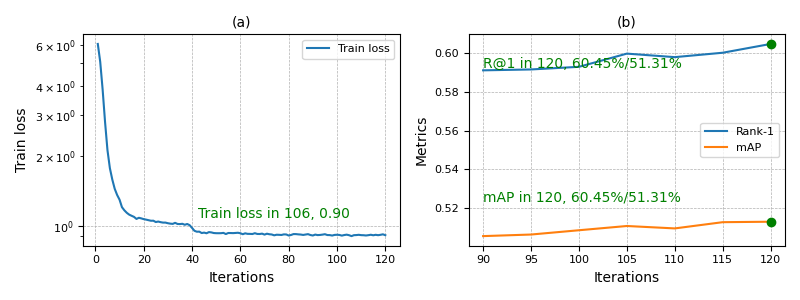 (a)
Train loss
6 × 10⁰
4 × 10⁰
3 × 10⁰
2 × 10⁰
10⁰
Train loss
Train loss in 106, 0.90
0 20 40 60 80 100 120
Iterations
(b)
Metrics
0.60
0.58
0.56
0.54
0.52
R@1 in 120, 60.45%/51.31%
Rank-1
mAP
mAP in 120, 60.45%/51.31%
90 95 100 105 110 115 120
Iterations